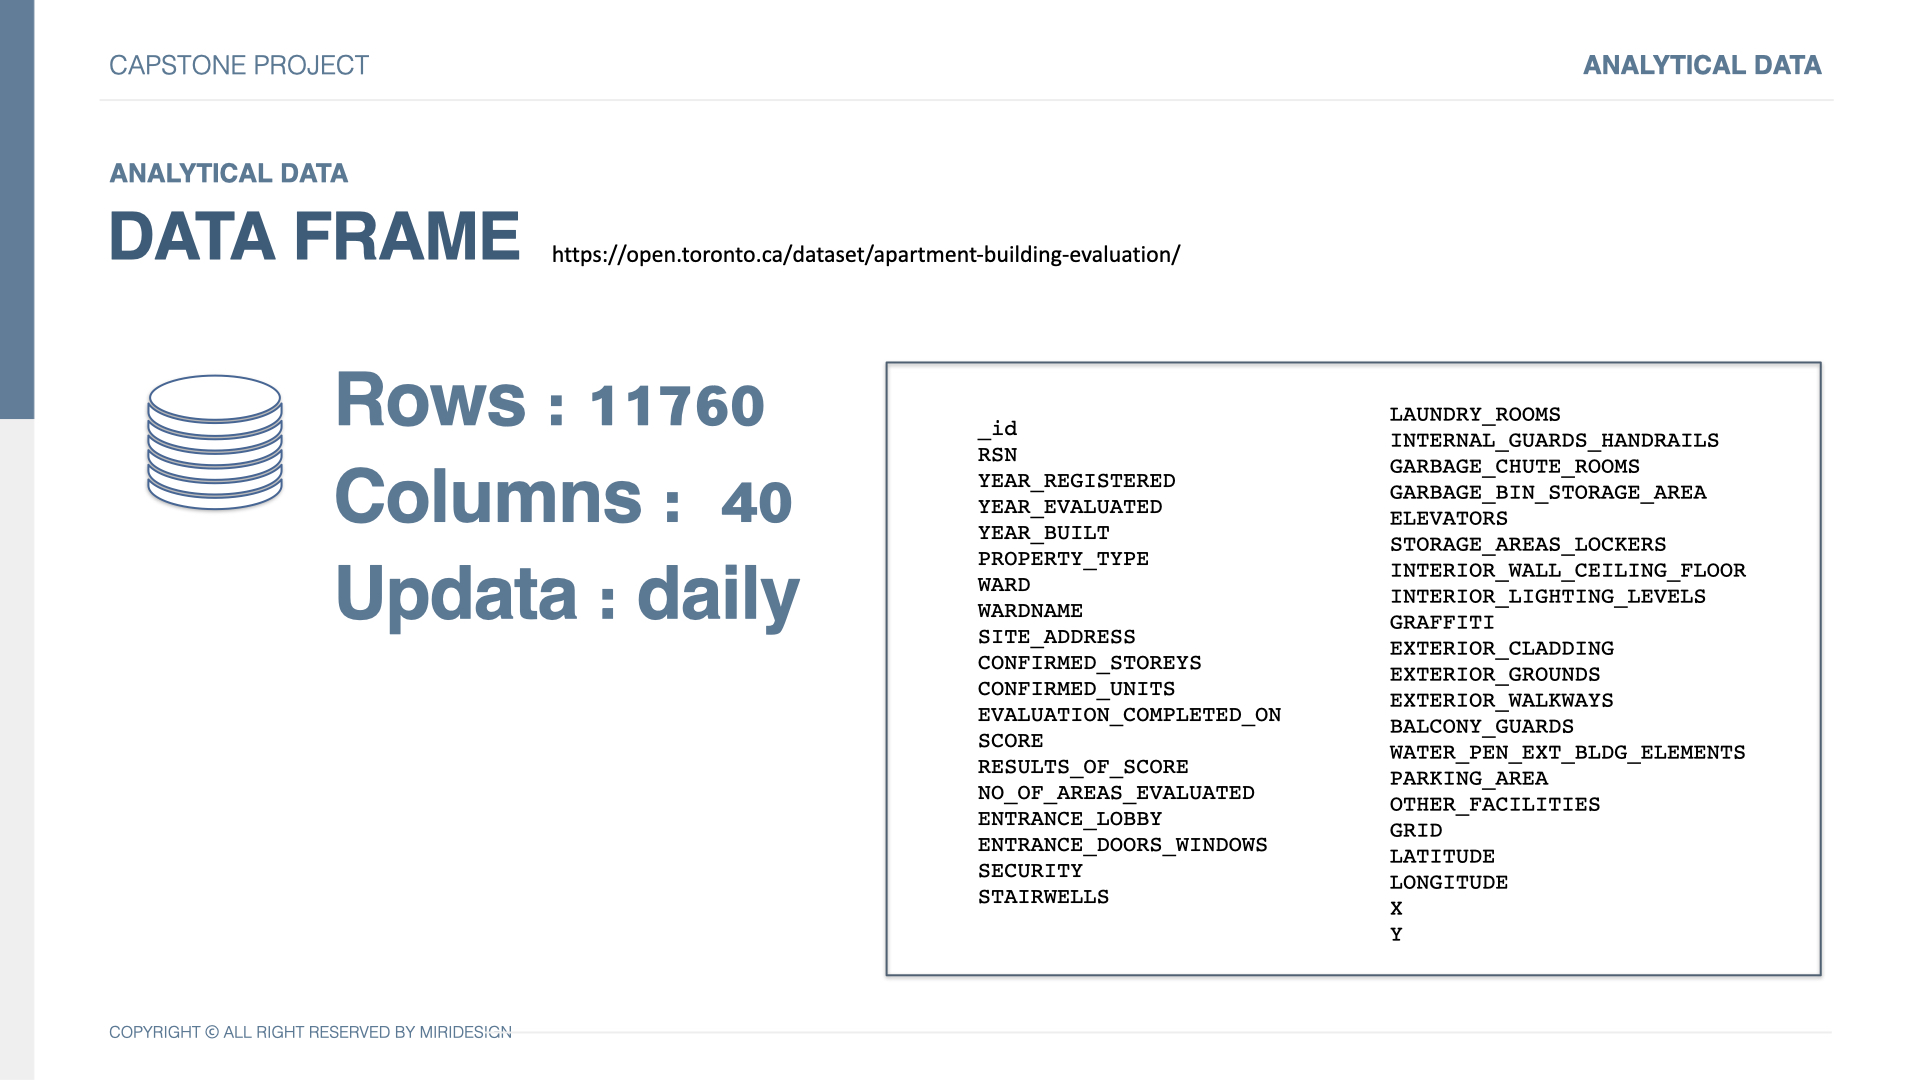 CAPSTONE PROJECT
ANALYTICAL DATA
ANALYTICAL DATA
DATA FRAME
https://open.toronto.ca/dataset/apartment-building-evaluation/
Rows : 11760
Columns : 40
Updata : daily
_id
RSN
YEAR_REGISTERED
YEAR_EVALUATED
YEAR_BUILT
PROPERTY_TYPE
WARD
WARDNAME
SITE_ADDRESS
CONFIRMED_STOREYS
CONFIRMED_UNITS
EVALUATION_COMPLETED_ON
SCORE
RESULTS_OF_SCORE
NO_OF_AREAS_EVALUATED
ENTRANCE_LOBBY
ENTRANCE_DOORS_WINDOWS
SECURITY
STAIRWELLS
LAUNDRY_ROOMS
INTERNAL_GUARDS_HANDRAILS
GARBAGE_CHUTE_ROOMS
GARBAGE_BIN_STORAGE_AREA
ELEVATORS
STORAGE_AREAS_LOCKERS
INTERIOR_WALL_CEILING_FLOOR
INTERIOR_LIGHTING_LEVELS
GRAFFITI
EXTERIOR_CLADDING
EXTERIOR_GROUNDS
EXTERIOR_WALKWAYS
BALCONY_GUARDS
WATER_PEN_EXT_BLDG_ELEMENTS
PARKING_AREA
OTHER_FACILITIES
GRID
LATITUDE
LONGITUDE
X
Y
COPYRIGHT © ALL RIGHT RESERVED BY MIRIDESIGN